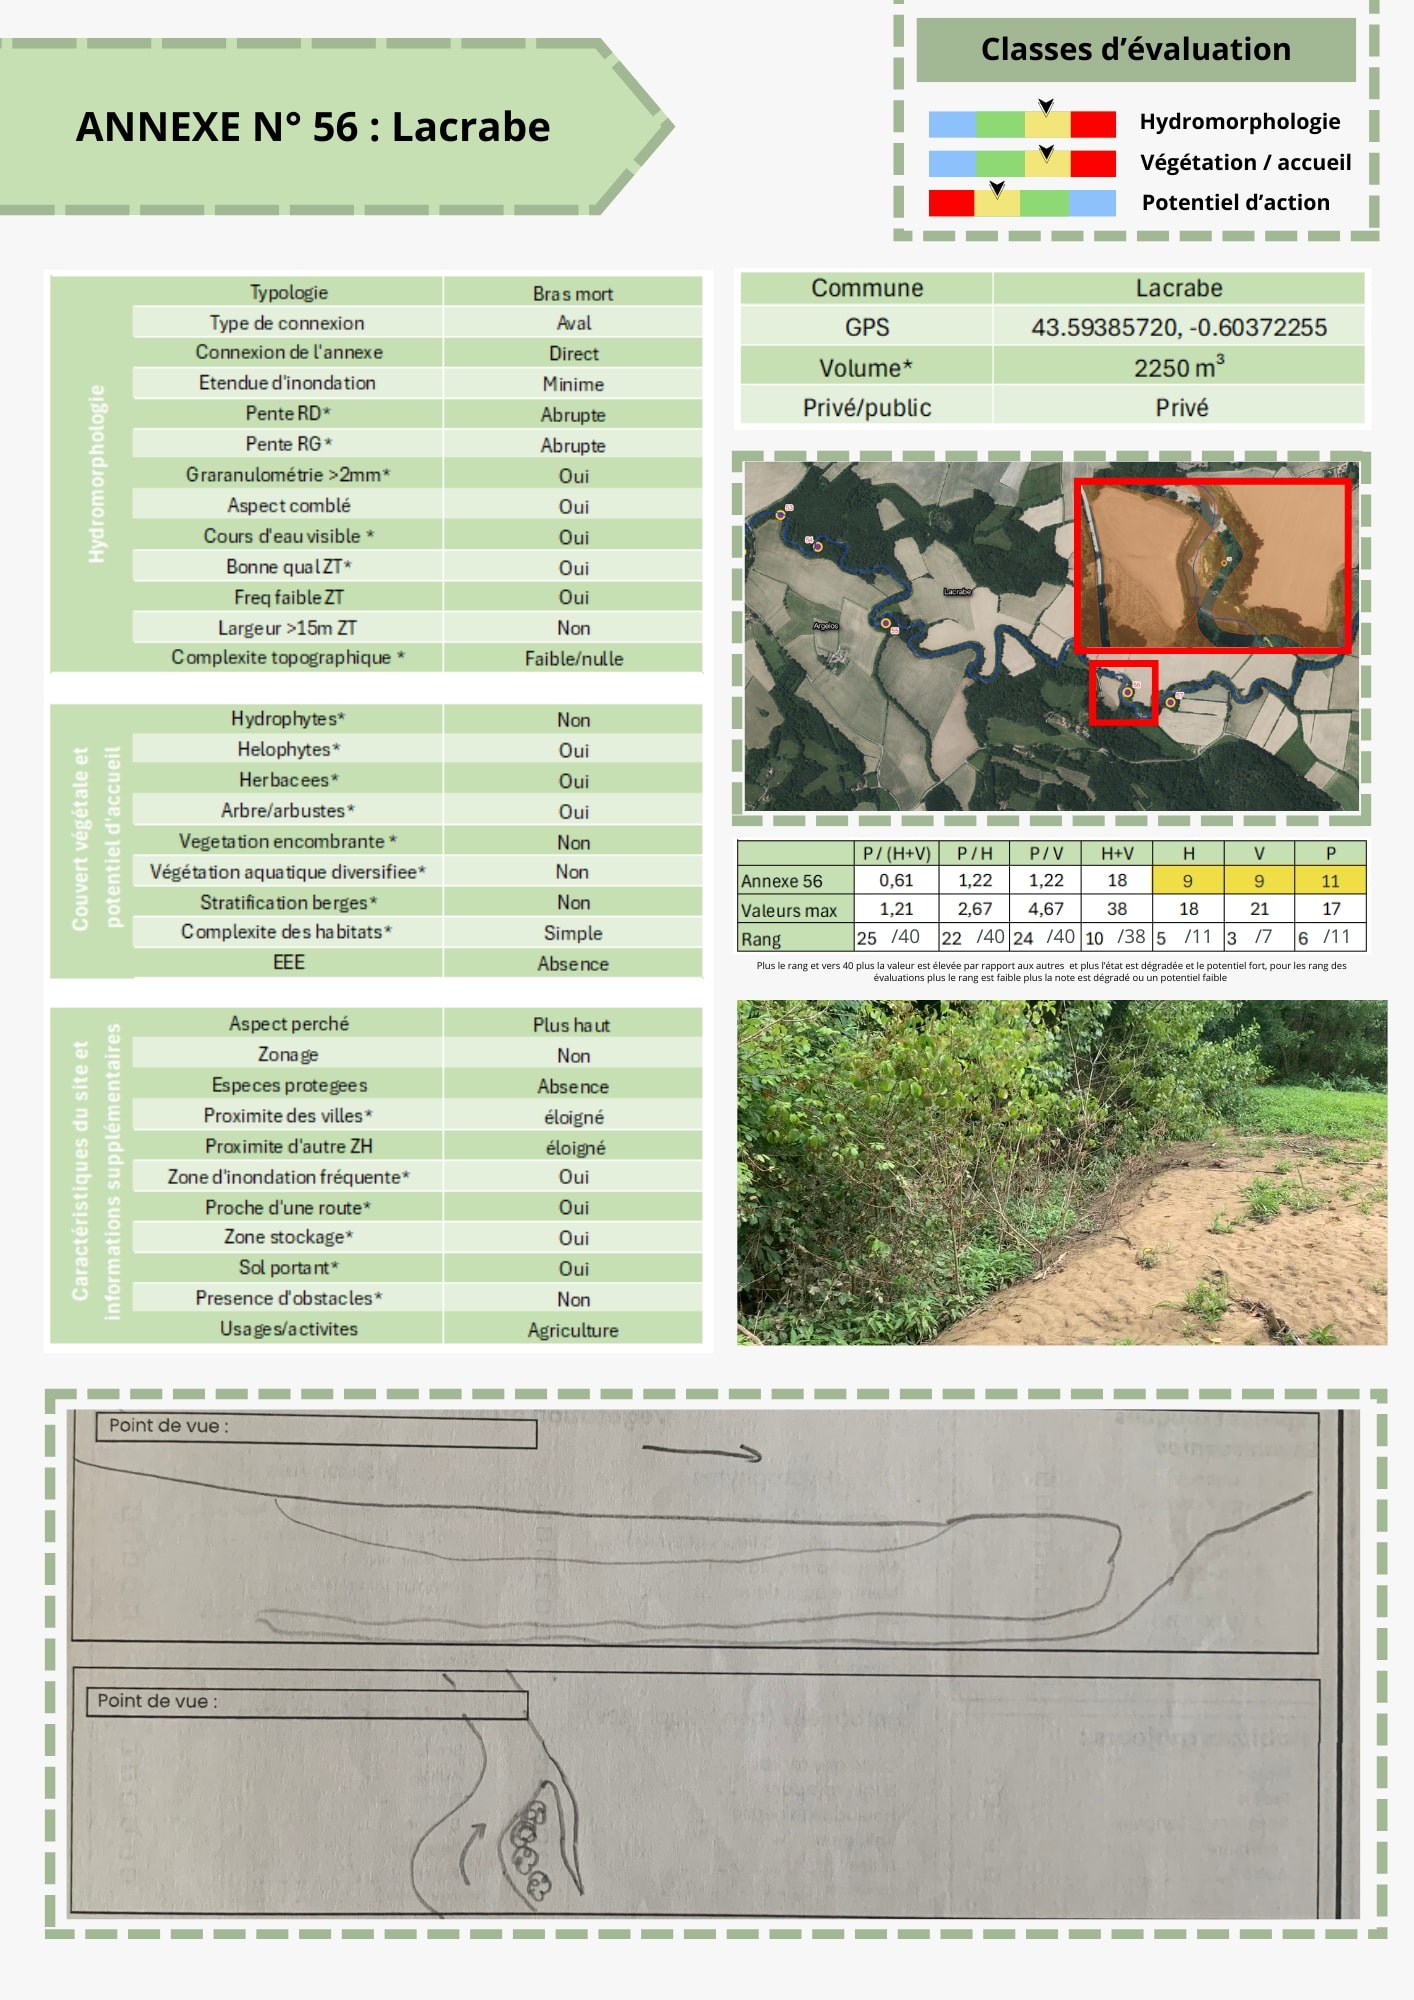 ANNEXE N° 56 : Lacrabe
Classes d’évaluation
Hydromorphologie
Végétation / accueil
Potentiel d’action
Hydromorphologie
Typologie Bras mort
Type de connexion Aval
Connexion de l'annexe Direct
Etendue d'inondation Minime
Pente RD* Abrupte
Pente RG* Abrupte
Graranulométrie >2mm* Oui
Aspect comblé Oui
Cours d'eau visible * Oui
Bonne qual ZT* Oui
Freq faible ZT Oui
Largeur >15m ZT Non
Complexite topographique * Faible/nulle
Couvert végétale et
potentiel d'accueil
Hydrophytes* Non
Helophytes* Oui
Herbacees* Oui
Arbre/arbustes* Oui
Vegetation encombrante * Non
Végétation aquatique diversifiee* Non
Stratification berges* Non
Complexite des habitats* Simple
EEE Absence
Caractéristiques du site et
informations supplémentaires
Aspect perché Plus haut
Zonage Non
Especes protegees Absence
Proximite des villes* éloigné
Proximite d'autre ZH éloigné
Zone d'inondation fréquente* Oui
Proche d'une route* Oui
Zone stockage* Oui
Sol portant* Oui
Presence d'obstacles* Non
Usages/activites Agriculture
Commune Lacrabe
GPS 43.59385720, -0.60372255
Volume* 2250 m³
Privé/public Privé
53
54
Lacrabe
Argelos
55
56
57
P / (H+V) P / H P / V H+V H V P
Annexe 56 0,61 1,22 1,22 18 9 9 11
Valeurs max 1,21 2,67 4,67 38 18 21 17
Rang 25 /40 22 /40 24 /40 10 /38 5 /11 3 /7 6 /11
Plus le rang et vers 40 plus la valeur est élevée par rapport aux autres et plus l'état est dégradée et le potentiel fort, pour les rang des
évaluations plus le rang est faible plus la note est dégradé ou un potentiel faible
Point de vue :
Point de vue :